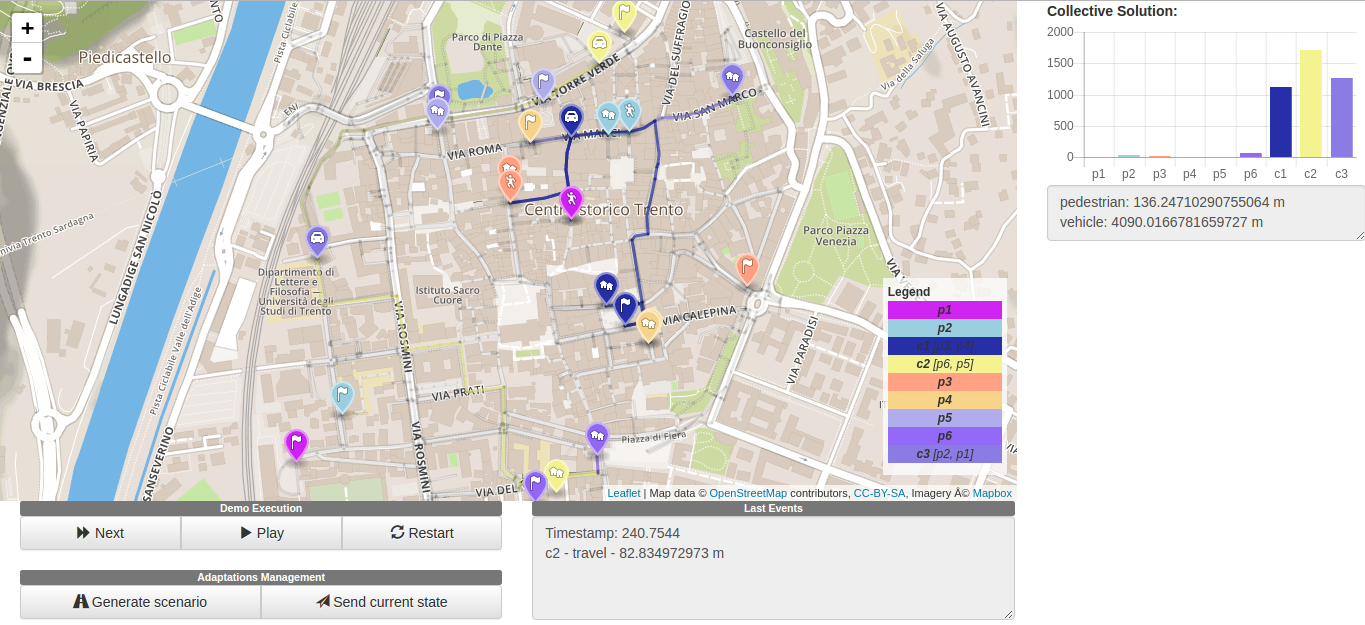 +
-
Piedicastello
VIA BRESCIA
VIA PAPIRIA
ENI
Pista Ciclabile
Parco di Piazza
Dante
VIA TORRE VERDE
VIA DEL SUFFRAGIO
Castello del
Buonconsiglio
Via della Saluga
VIA AUGUSTO AVANCINI
VIA SAN MARCO
VIA ROMA
Centro storico Trento
Parco Piazza
Venezia
LUNGADIGE SAN NICOLÒ
Pista Ciclabile Valle dell'Adige
Dipartimento di
Lettere e
Filosofia –
Università degli
Studi di Trento
Istituto Sacro
Cuore
VIA ROSMINI
VIA CALEPINA
VIA PARADISI
VIA PRATI
VIA ROSMINI
Piazza di Fiera
VIA DEL
SANSEVERINO
Legend
p1
p2
c2 [p6, p5]
p3
p4
p5
p6
c3 [p2, p1]
Leaflet | Map data © OpenStreetMap contributors, CC-BY-SA, Imagery Â© Mapbox
Collective Solution:
2000
1500
1000
500
0
p1 p2 p3 p4 p5 p6 c1 c2 c3
pedestrian: 136.24710290755064 m
vehicle: 4090.0166781659727 m
Demo Execution
Next Play Restart
Adaptations Management
Generate scenario Send current state
Last Events
Timestamp: 240.7544
c2 - travel - 82.834972973 m